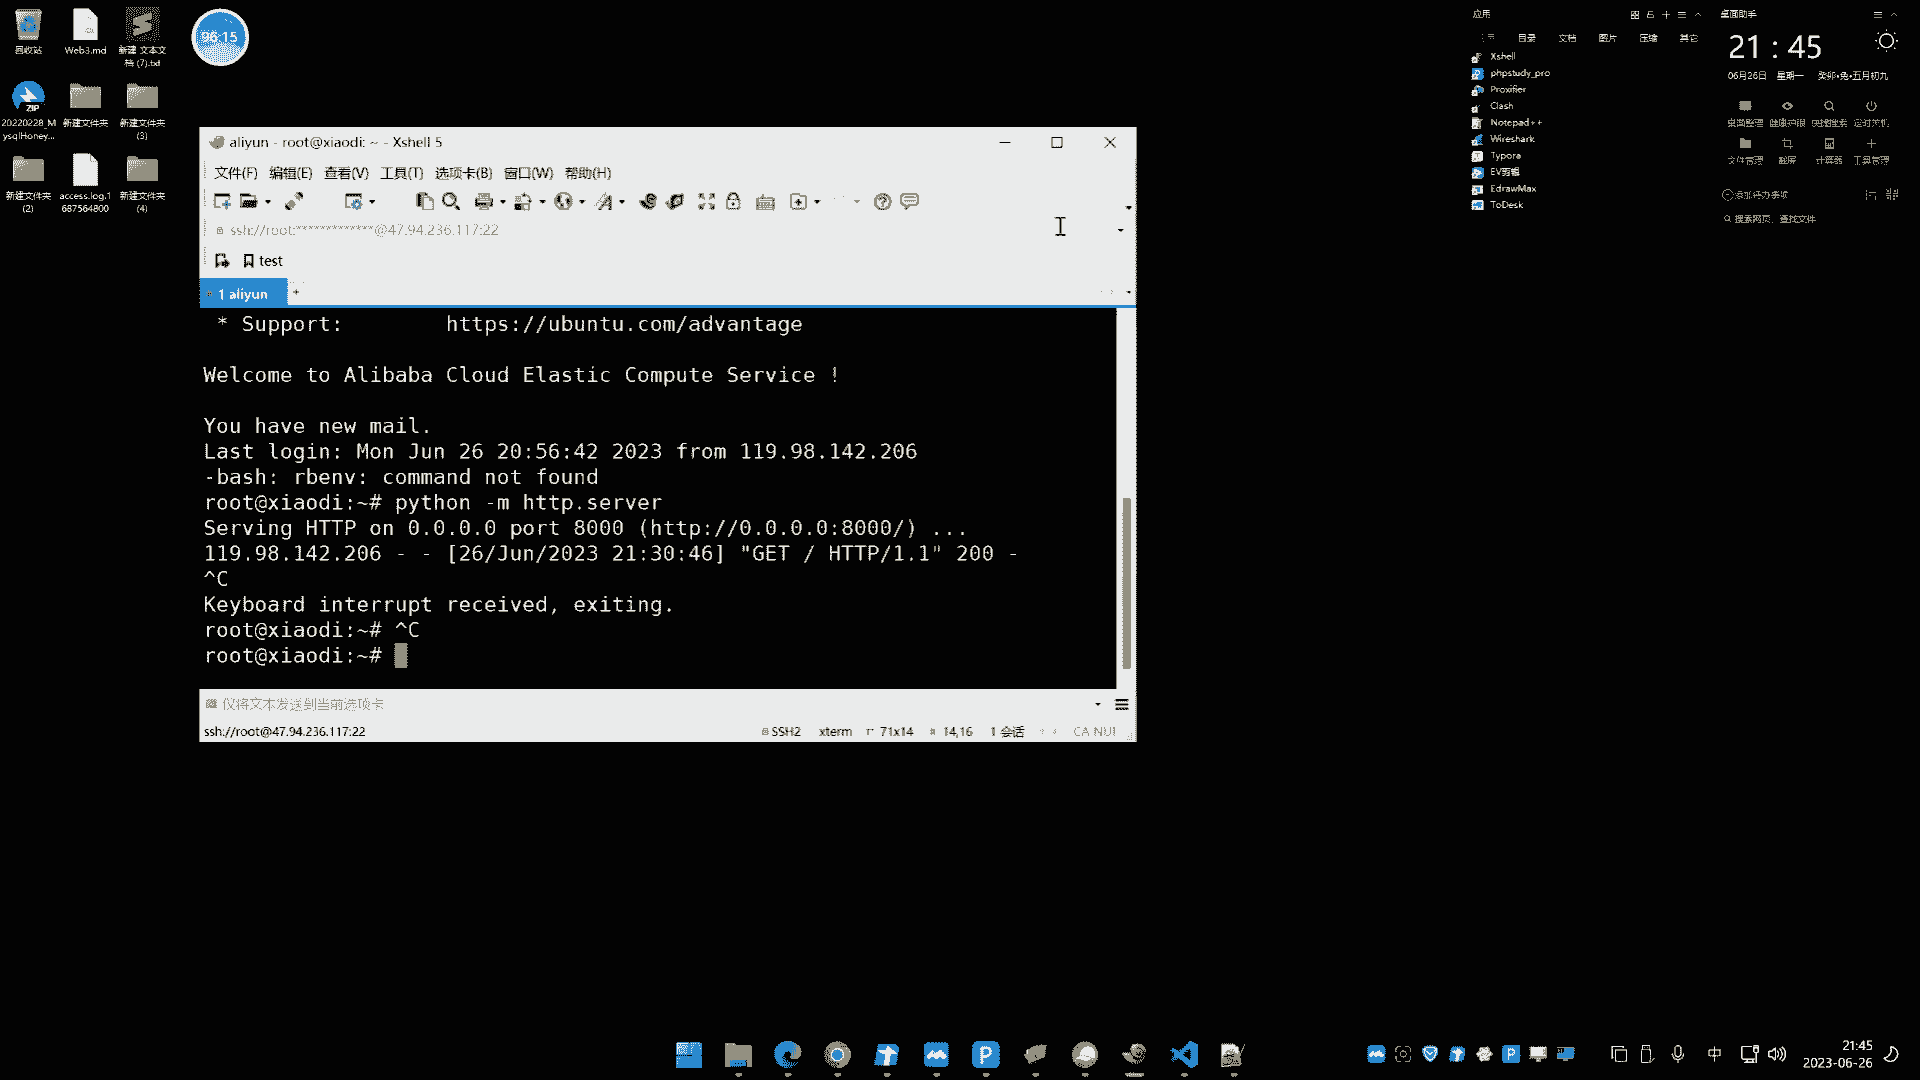 回收站
Web3.md
新建 文本文
档 (7).txt
96:15
20220228_M
ysqlHoney...
新建文件夹
新建文件夹
(3)
新建文件夹
(2)
access.log.1
687564800
新建文件夹
(4)
aliyun - root@xiaodi: ~ - Xshell 5
文件(F) 编辑(E) 查看(V) 工具(T) 选项卡(B) 窗口(W) 帮助(H)
ssh://root:*************@47.94.236.117:22
test
1 aliyun +
* Support: https://ubuntu.com/advantage
Welcome to Alibaba Cloud Elastic Compute Service !
You have new mail.
Last login: Mon Jun 26 20:56:42 2023 from 119.98.142.206
-bash: rbenv: command not found
root@xiaodi:~# python -m http.server
Serving HTTP on 0.0.0.0 port 8000 (http://0.0.0.0:8000/) ...
119.98.142.206 - - [26/Jun/2023 21:30:46] "GET / HTTP/1.1" 200 -
^C
Keyboard interrupt received, exiting.
root@xiaodi:~# ^C
root@xiaodi:~#
仅将文本发送到当前选项卡
ssh://root@47.94.236.117:22 SSH2 xterm 71x14 14,16 1 会话 CA NU
应用
目录 文档 图片 压缩 其它
Xshell
phpstudy_pro
Proxifier
Clash
Notepad++
Wireshark
Typora
EV剪辑
EdrawMax
ToDesk
桌面助手
21 : 45
06月26日 星期一 癸卯•兔•五月初九
桌面整理 健康护眼 快捷搜索 定时关机
文件管理 截屏 计算器 工具管理
添加待办事项
搜索网页、查找文件
中
21:45
2023-06-26